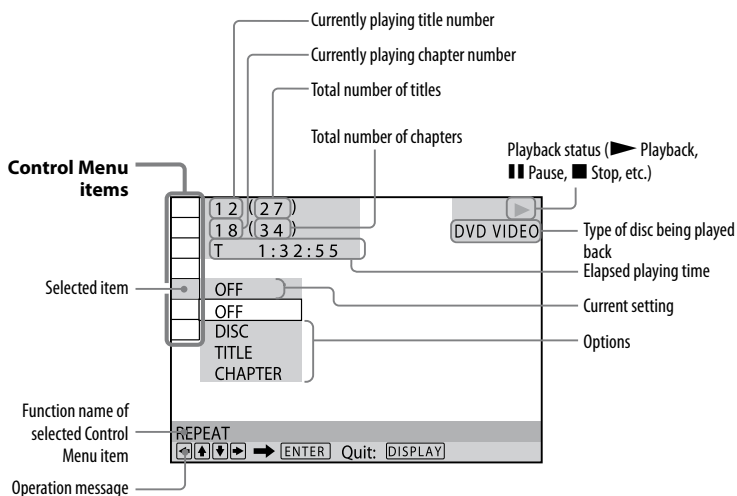 Currently playing title number
Currently playing chapter number
Total number of titles
Total number of chapters
Playback status (▶ Playback,
⏸ Pause, ■ Stop, etc.)
Control Menu
items
12 (27)
18 (34)
T 1:32:55
▶
DVD VIDEO
Type of disc being played
back
Elapsed playing time
Selected item
OFF
Current setting
OFF
DISC
TITLE
CHAPTER
Options
Function name of
selected Control
Menu item
REPEAT
←↑↓→ ➡ ENTER Quit: DISPLAY
Operation message